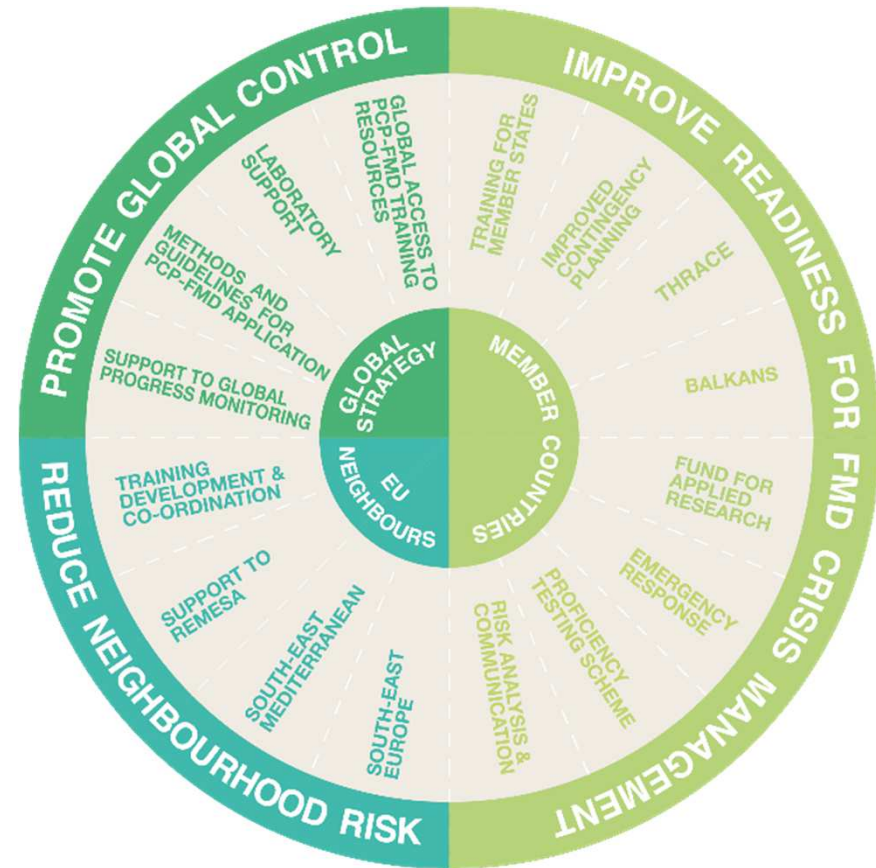 PROMOTE GLOBAL CONTROL
IMPROVE READINESS FOR FMD CRISIS MANAGEMENT
REDUCE NEIGHBOURHOOD RISK
GLOBAL
STRATEGY
MEMBER COUNTRIES
EU
NEIGHBOURS
TRAINING FOR
MEMBER STATES
IMPROVED
CONTINGENCY
PLANNING
THRACE
BALKANS
FUND FOR
APPLIED
RESEARCH
EMERGENCY
RESPONSE
PROFICIENCY
TESTING SCHEME
RISK ANALYSIS &
COMMUNICATION
SOUTH-EAST
EUROPE
SOUTH-EAST
MEDITERRANEAN
SUPPORT TO
REMESA
TRAINING
DEVELOPMENT &
CO-ORDINATION
SUPPORT TO GLOBAL
PROGRESS MONITORING
METHODS AND
GUIDELINES FOR
PCP-FMD APPLICATION
LABORATORY
SUPPORT
GLOBAL ACCESS TO
PCP-FMD TRAINING
RESOURCES